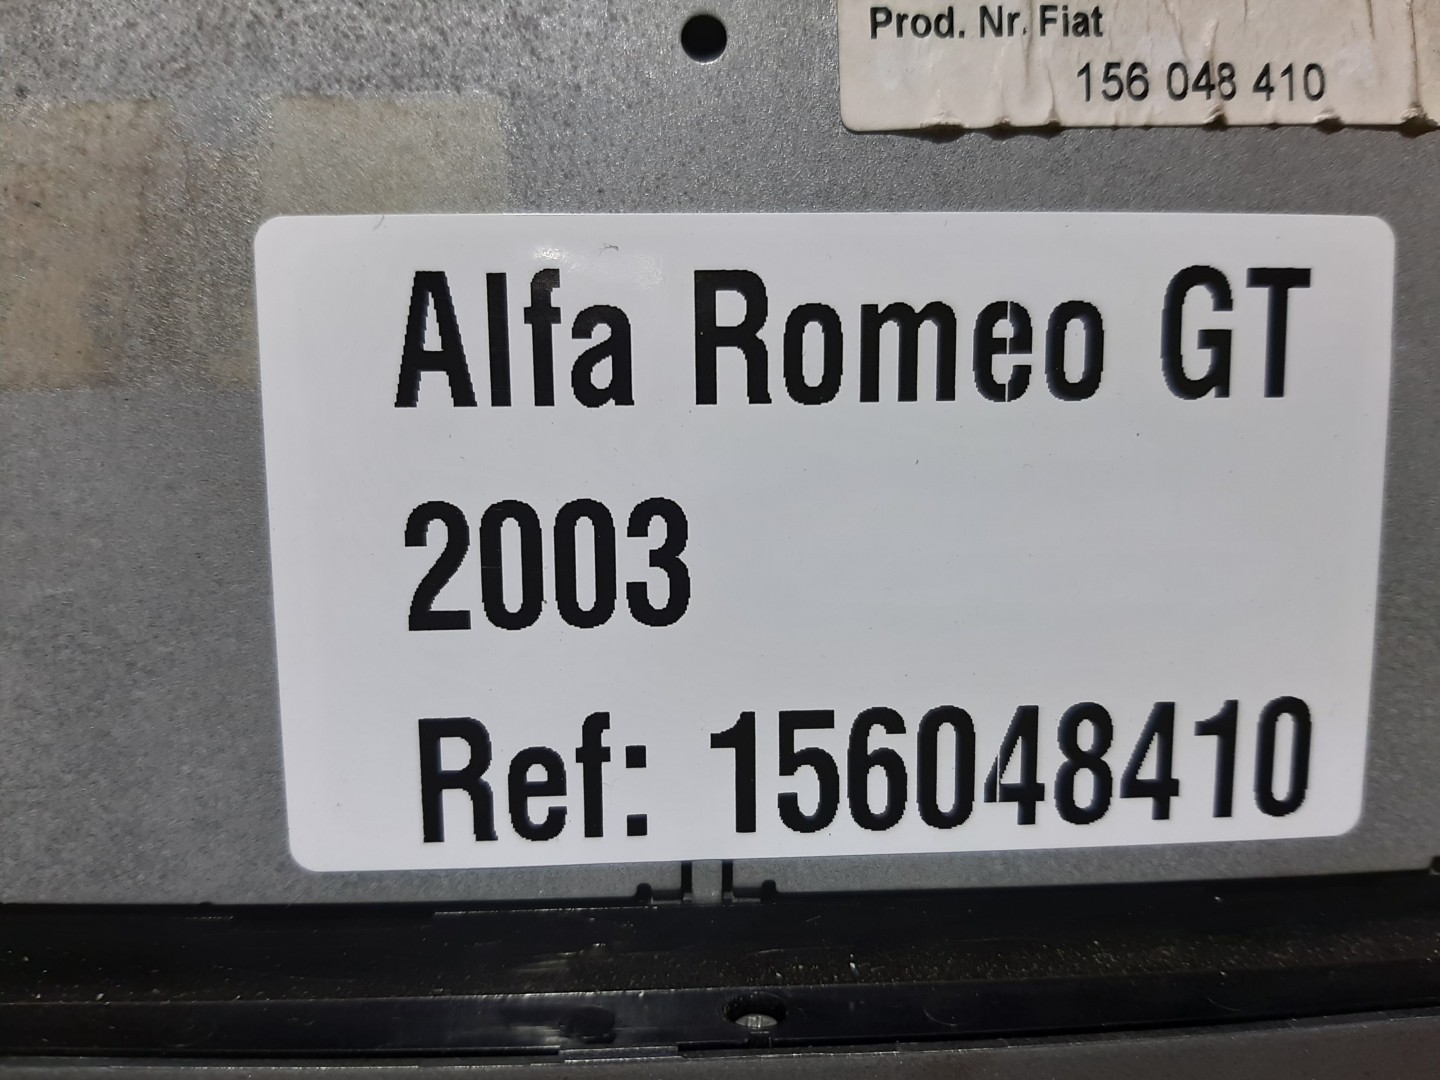 Prod. Nr. Fiat
156 048 410
Alfa Romeo GT
2003
Ref: 156048410